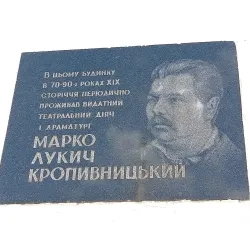 В ЦЬОМУ БУДИНКУ
В 70-90-х РОКАХ XIX
СТОРІЧЧЯ ПЕРІОДИЧНО
ПРОЖИВАВ ВИДАТНИЙ
ТЕАТРАЛЬНИЙ ДІЯЧ
І ДРАМАТУРГ
МАРКО
ЛУКИЧ
КРОПИВНИЦЬКИЙ